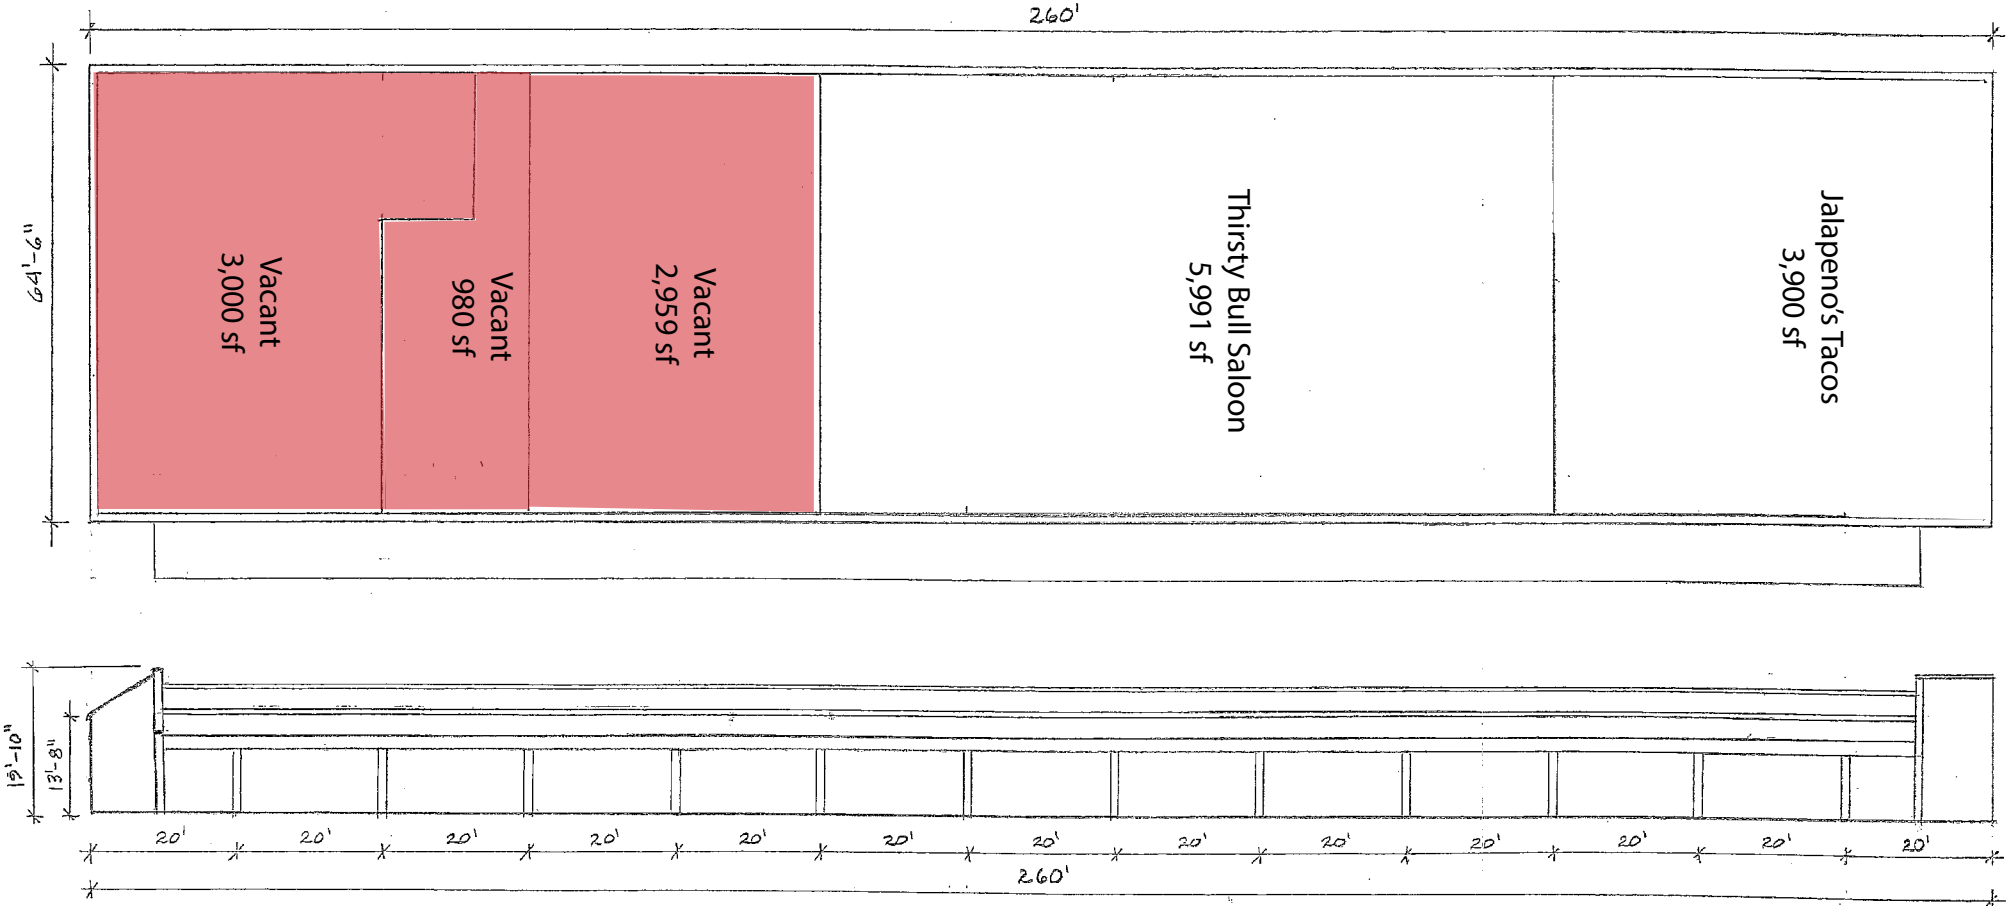 260'
64'-6"
Vacant
3,000 sf
Vacant
980 sf
Vacant
2,959 sf
Thirsty Bull Saloon
5,991 sf
Jalapeno's Tacos
3,900 sf
19'-10"
13'-8"
20' 20' 20' 20' 20' 20' 20' 20' 20' 20' 20' 20' 20'
260'